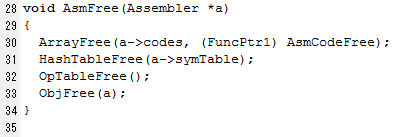 28 void AsmFree(Assembler *a)
29 {
30   ArrayFree(a->codes, (FuncPtr1) AsmCodeFree);
31   HashTableFree(a->symTable);
32   OpTableFree();
33   ObjFree(a);
34 }
35